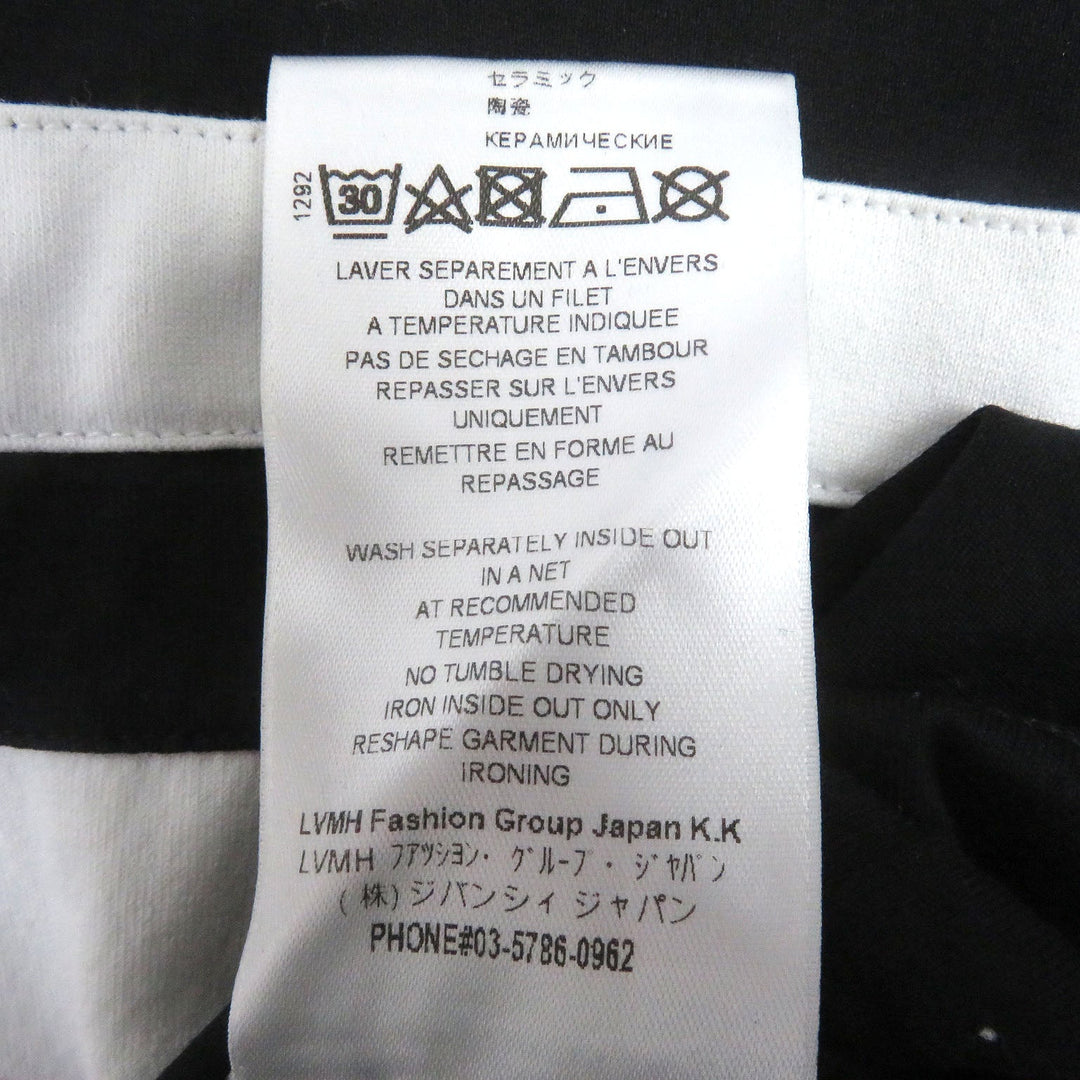 セラミック
陶瓷
КЕРАМИЧЕСКИЕ
1292
30
LAVER SEPAREMENT A L'ENVERS
DANS UN FILET
A TEMPERATURE INDIQUEE
PAS DE SECHAGE EN TAMBOUR
REPASSER SUR L'ENVERS
UNIQUEMENT
REMETTRE EN FORME AU
REPASSAGE
WASH SEPARATELY INSIDE OUT
IN A NET
AT RECOMMENDED
TEMPERATURE
NO TUMBLE DRYING
IRON INSIDE OUT ONLY
RESHAPE GARMENT DURING
IRONING
LVMH Fashion Group Japan K.K
LVMH ﾌｱﾂｼﾖﾝ・ ｸﾞﾙｰﾌﾟ・ ｼﾞﾔﾊﾟﾝ
(株)ジバンシィ ジャパン
PHONE#03-5786-0962